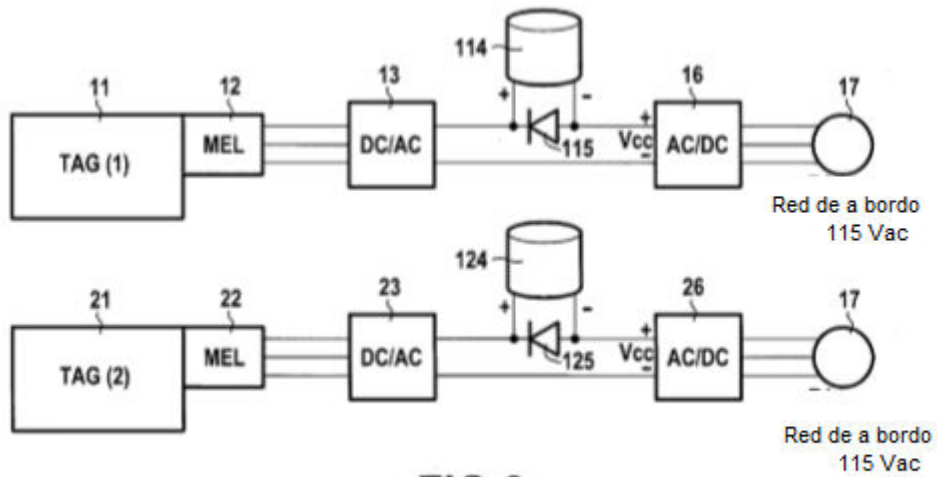 114
11 12 13 16 17
+ -
TAG (1) MEL DC/AC 115 + Vcc - AC/DC
Red de a bordo
115 Vac
124
21 22 23 26 17
+ -
TAG (2) MEL DC/AC 125 + Vcc - AC/DC
Red de a bordo
115 Vac